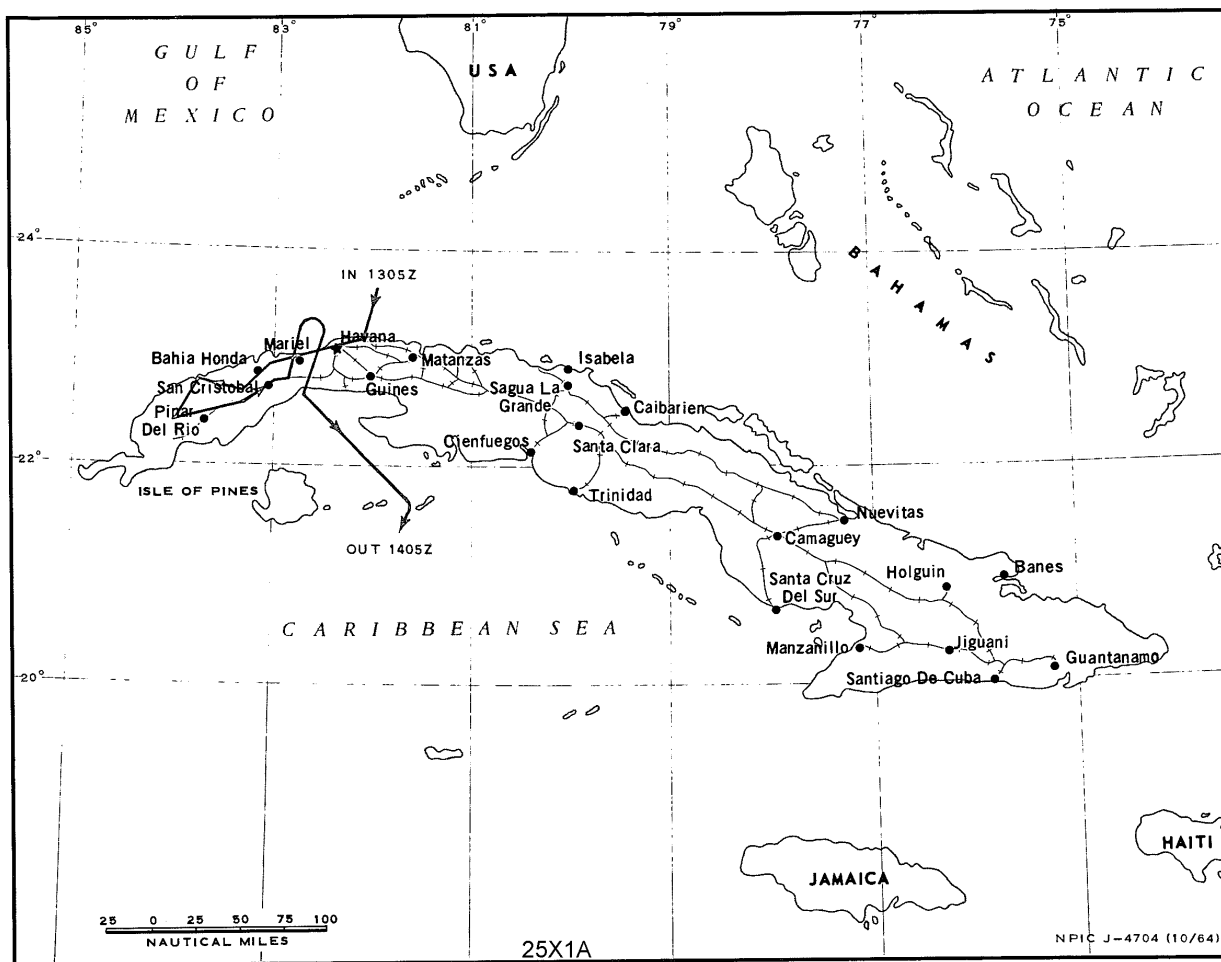 85° 83° 81° 79° 77° 75°
GULF
OF
MEXICO
USA
ATLANTIC
OCEAN
24°
BAHAMAS
IN 1305Z
Havana
Mariel
Bahia Honda
Matanzas
Isabela
San Cristobal
Guines
Sagua La
Grande
Caibarien
Pinar
Del Rio
Cienfuegos
Santa Clara
22°
ISLE OF PINES
Trinidad
Nuevitas
Camaguey
OUT 1405Z
Holguin
Banes
Santa Cruz
Del Sur
CARIBBEAN SEA
Manzanillo
Jiguani
Guantanamo
20°
Santiago De Cuba
HAITI
JAMAICA
25 0 25 50 75 100
NAUTICAL MILES
25X1A
NPIC J-4704 (10/64)